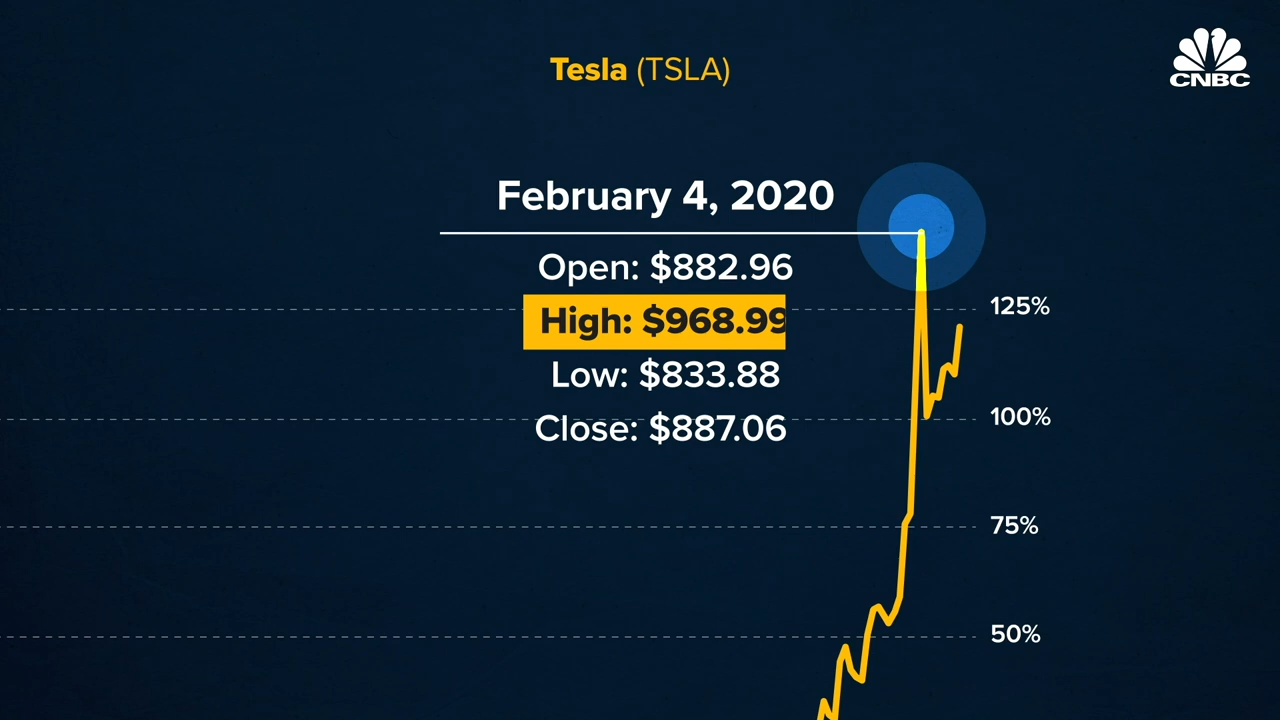 Tesla (TSLA)
CNBC
February 4, 2020
Open: $882.96
High: $968.99
Low: $833.88
Close: $887.06
125%
100%
75%
50%